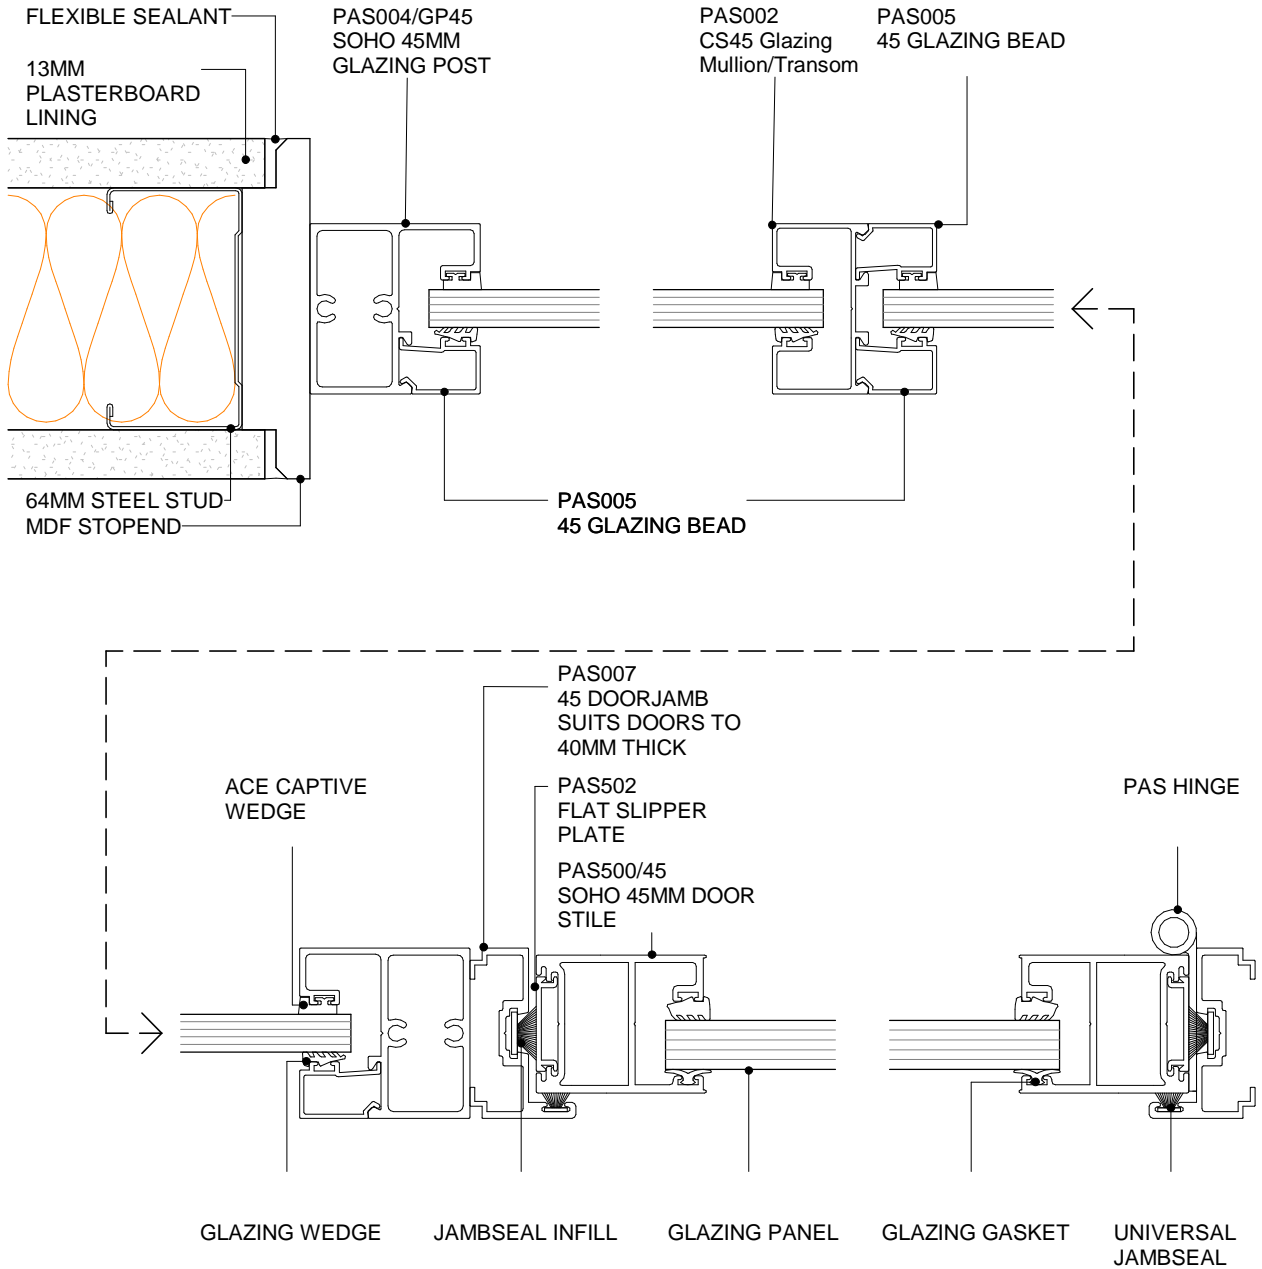 FLEXIBLE SEALANT
13MM
PLASTERBOARD
LINING
PAS004/GP45
SOHO 45MM
GLAZING POST
PAS002
CS45 Glazing
Mullion/Transom
PAS005
45 GLAZING BEAD
64MM STEEL STUD
MDF STOPEND
PAS005
45 GLAZING BEAD
PAS007
45 DOORJAMB
SUITS DOORS TO
40MM THICK
ACE CAPTIVE
WEDGE
PAS502
FLAT SLIPPER
PLATE
PAS500/45
SOHO 45MM DOOR
STILE
PAS HINGE
GLAZING WEDGE
JAMBSEAL INFILL
GLAZING PANEL
GLAZING GASKET
UNIVERSAL
JAMBSEAL